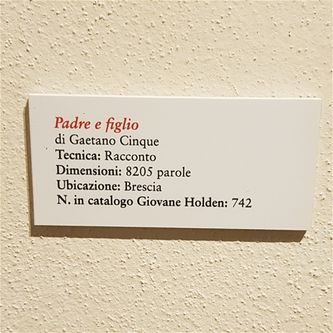 Padre e figlio
di Gaetano Cinque
Tecnica: Racconto
Dimensioni: 8205 parole
Ubicazione: Brescia
N. in catalogo Giovane Holden: 742